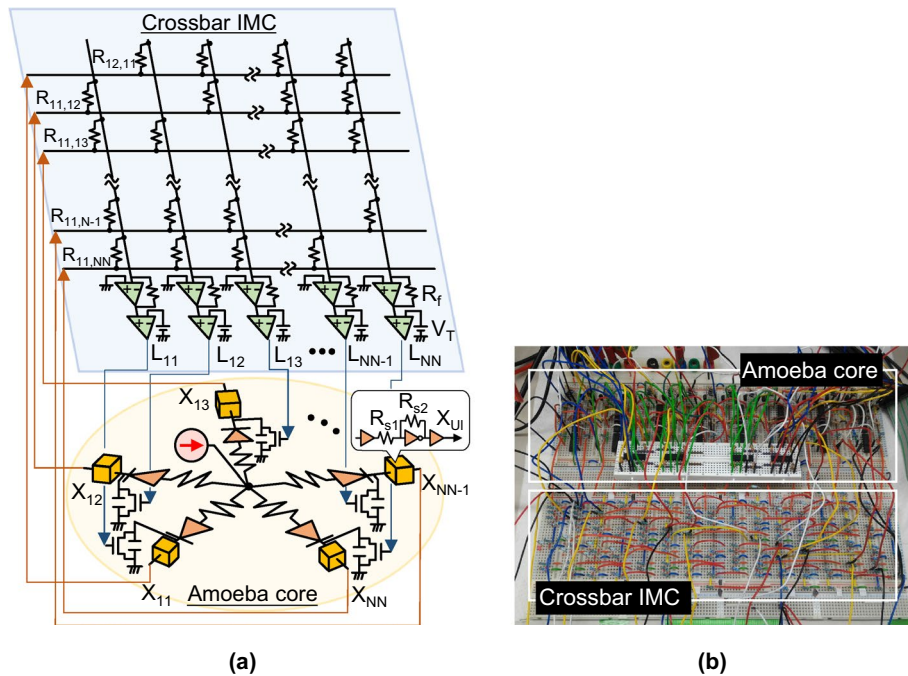 Crossbar IMC
R12,11
R11,12
R11,13
R11,N-1
R11,NN
Rf
VT
L11 L12 L13 LNN-1 LNN
X13
Rs2
Rs1
XUI
X12
XNN-1
X11
XNN
Amoeba core
(a)
Amoeba core
Crossbar IMC
(b)